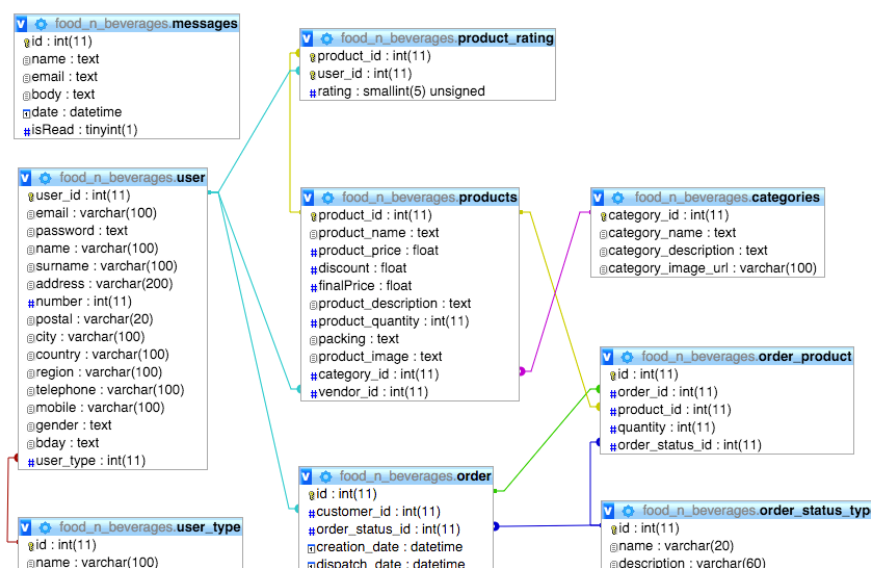 food_n_beverages.messages
id : int(11)
name : text
email : text
body : text
date : datetime
#isRead : tinyint(1)
food_n_beverages.product_rating
product_id : int(11)
user_id : int(11)
#rating : smallint(5) unsigned
food_n_beverages.user
user_id : int(11)
email : varchar(100)
password : text
name : varchar(100)
surname : varchar(100)
address : varchar(200)
#number : int(11)
postal : varchar(20)
city : varchar(100)
country : varchar(100)
region : varchar(100)
telephone : varchar(100)
mobile : varchar(100)
gender : text
bday : text
#user_type : int(11)
food_n_beverages.products
product_id : int(11)
product_name : text
#product_price : float
#discount : float
#finalPrice : float
product_description : text
#product_quantity : int(11)
packing : text
product_image : text
#category_id : int(11)
#vendor_id : int(11)
food_n_beverages.categories
category_id : int(11)
category_name : text
category_description : text
category_image_url : varchar(100)
food_n_beverages.order_product
id : int(11)
#order_id : int(11)
#product_id : int(11)
#quantity : int(11)
#order_status_id : int(11)
food_n_beverages.user_type
id : int(11)
name : varchar(100)
food_n_beverages.order
id : int(11)
#customer_id : int(11)
#order_status_id : int(11)
creation_date : datetime
dispatch_date : datetime
food_n_beverages.order_status_type
id : int(11)
name : varchar(20)
description : varchar(60)